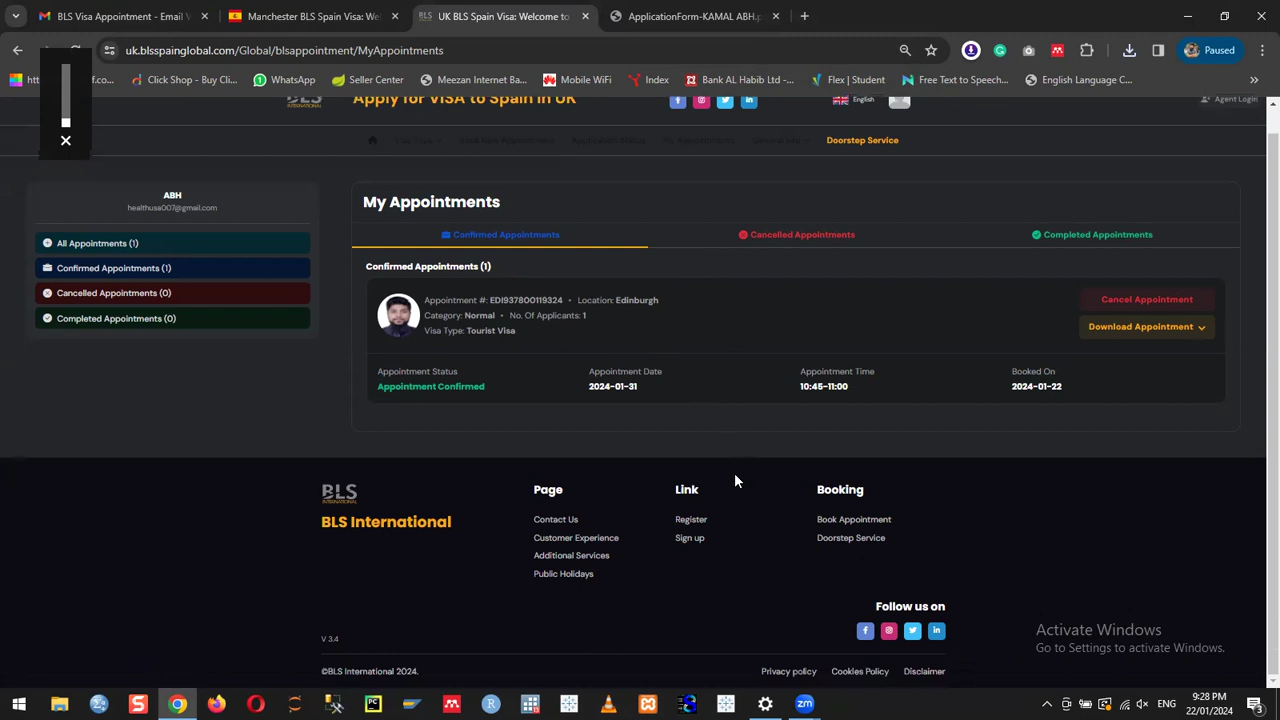 BLS Visa Appointment - Email V
Manchester BLS Spain Visa: We
UK BLS Spain Visa: Welcome to
ApplicationForm-KAMAL ABH.p
uk.blsspainglobal.com/Global/blsappointment/MyAppointments
Paused
Click Shop - Buy Cli...
WhatsApp
Seller Center
Meezan Internet Ba...
Mobile WiFi
Index
Bank AL Habib Ltd -...
Flex | Student
Free Text to Speech...
English Language C...
Apply for VISA to Spain in UK
English
Agent Login
Doorstep Service
ABH
healthusa007@gmail.com
All Appointments (1)
Confirmed Appointments (1)
Cancelled Appointments (0)
Completed Appointments (0)
My Appointments
Confirmed Appointments
Cancelled Appointments
Completed Appointments
Confirmed Appointments (1)
Appointment #: EDI937800119324 • Location: Edinburgh
Category: Normal • No. Of Applicants: 1
Visa Type: Tourist Visa
Cancel Appointment
Download Appointment
Appointment Status
Appointment Date
Appointment Time
Booked On
Appointment Confirmed
2024-01-31
10:45-11:00
2024-01-22
BLS
INTERNATIONAL
BLS International
Page
Contact Us
Customer Experience
Additional Services
Public Holidays
Link
Register
Sign up
Booking
Book Appointment
Doorstep Service
Follow us on
V 3.4
©BLS International 2024.
Privacy policy
Cookies Policy
Disclaimer
Activate Windows
Go to Settings to activate Windows.
ENG
9:28 PM
22/01/2024